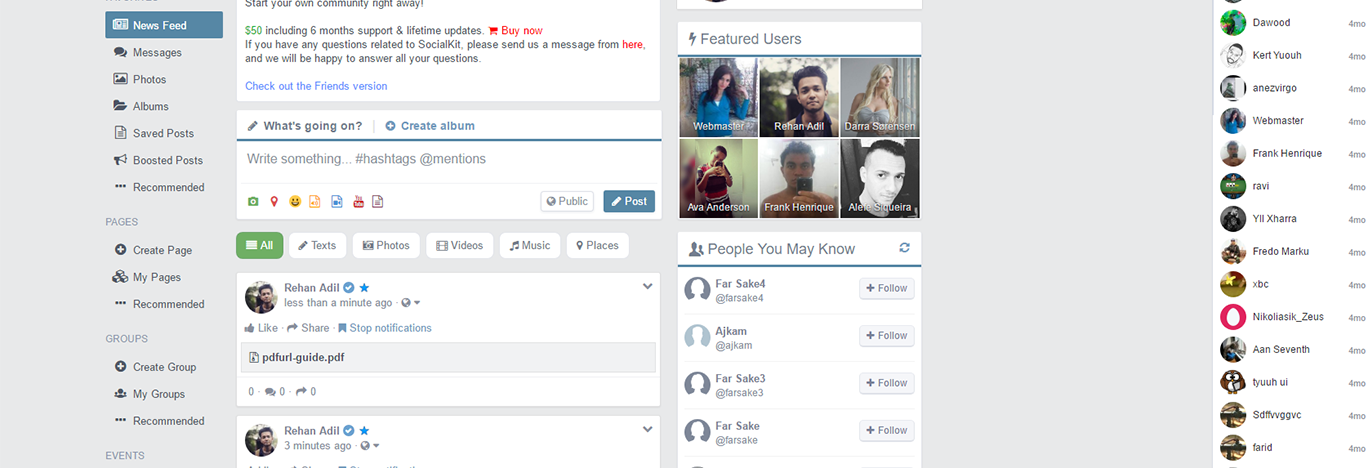 News Feed
Messages
Photos
Albums
Saved Posts
Boosted Posts
Recommended
PAGES
Create Page
My Pages
Recommended
GROUPS
Create Group
My Groups
Recommended
EVENTS
Start your own community right away!
$50 including 6 months support & lifetime updates. Buy now
If you have any questions related to SocialKit, please send us a message from here,
and we will be happy to answer all your questions.
Check out the Friends version
What's going on? Create album
Write something... #hashtags @mentions
Public Post
All Texts Photos Videos Music Places
Rehan Adil
less than a minute ago ·
Like · Share · Stop notifications
pdfurl-guide.pdf
0 · 0 · 0
Rehan Adil
3 minutes ago ·
Featured Users
Webmaster Rehan Adil Darra Sørensen
Ava Anderson Frank Henrique Alefe Siqueira
People You May Know
Far Sake4
@farsake4
Follow
Ajkam
@ajkam
Follow
Far Sake3
@farsake3
Follow
Far Sake
@farsake
Follow
Dawood 4mo
Kert Yuouh 4mo
anezvirgo 4mo
Webmaster 4mo
Frank Henrique 4mo
ravi 4mo
Yll Xharra 4mo
Fredo Marku 4mo
xbc 4mo
Nikoliasik_Zeus 4mo
Aan Seventh 4mo
tyuuh ui 4mo
Sdffvvggvc 4mo
farid 4mo